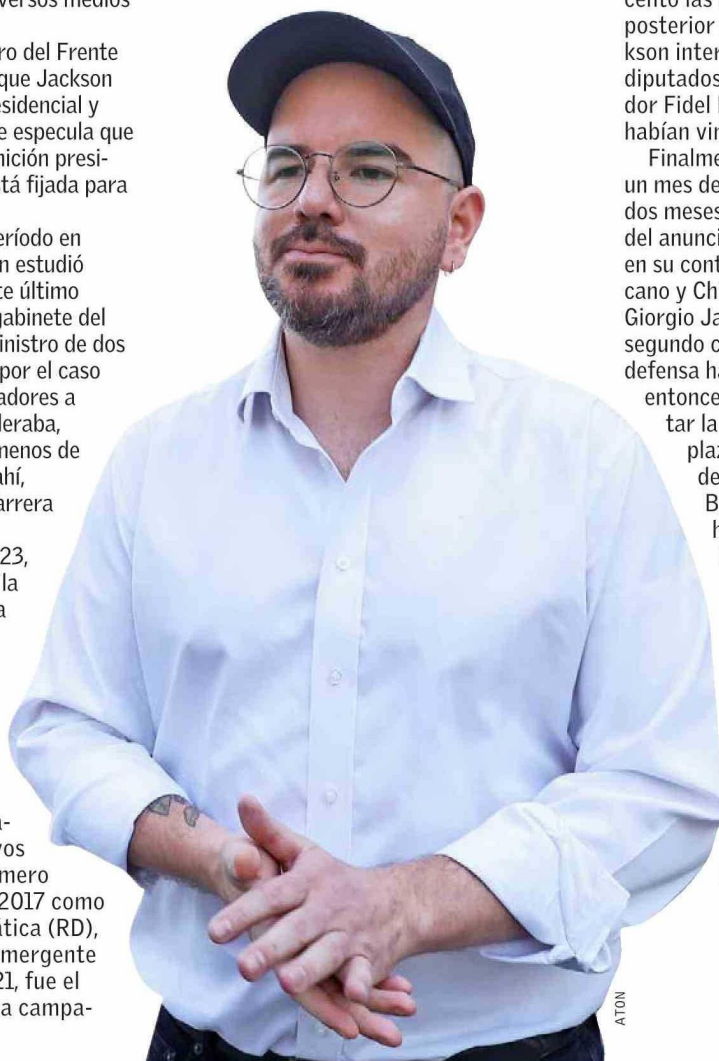 versos medios
ro del Frente
que Jackson
sidencial y
e especula que
nición presi-
tá fijada para
eríodo en
n estudió
te último
gabinete del
inistro de dos
por el caso
adores a
deraba,
menos de
ahí,
arrera
23,
la
a
a-
vos
mero
2017 como
ática (RD),
emergente
21, fue el
a campa-
posterior
kson inter
diputados
dor Fidel
habían vin
Finalme
un mes de
dos meses
del anunci
en su cont
cano y Ch
Giorgio Ja
segundo c
defensa ha
entonce
tar la
plaz
de
B
h
ATON